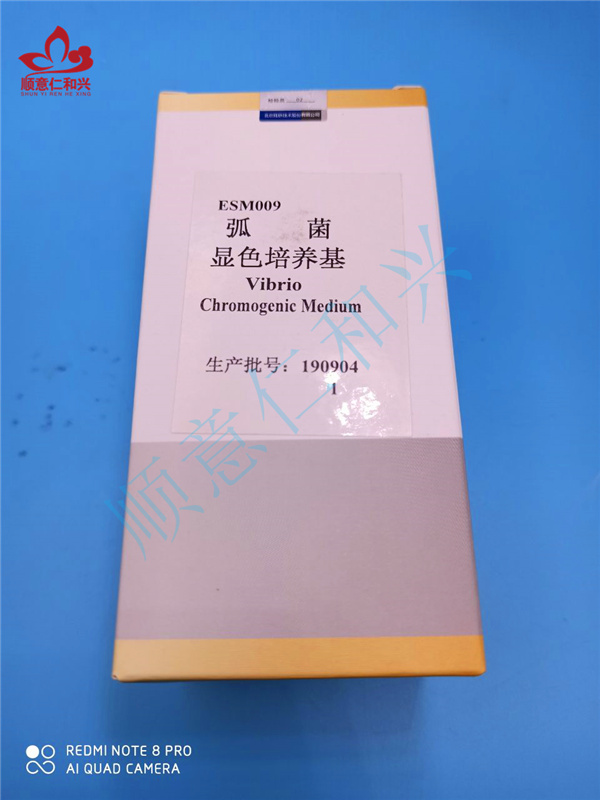 顺意仁和兴
SHUN YI REN HE XING
ESM009
弧 菌
显色培养基
Vibrio
Chromogenic Medium
生产批号：190904
1
顺意仁和兴
REDMI NOTE 8 PRO
AI QUAD CAMERA